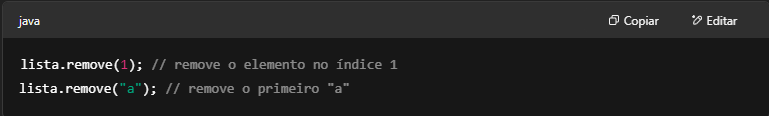 java Copiar Editar
lista.remove(1); // remove o elemento no índice 1
lista.remove("a"); // remove o primeiro "a"